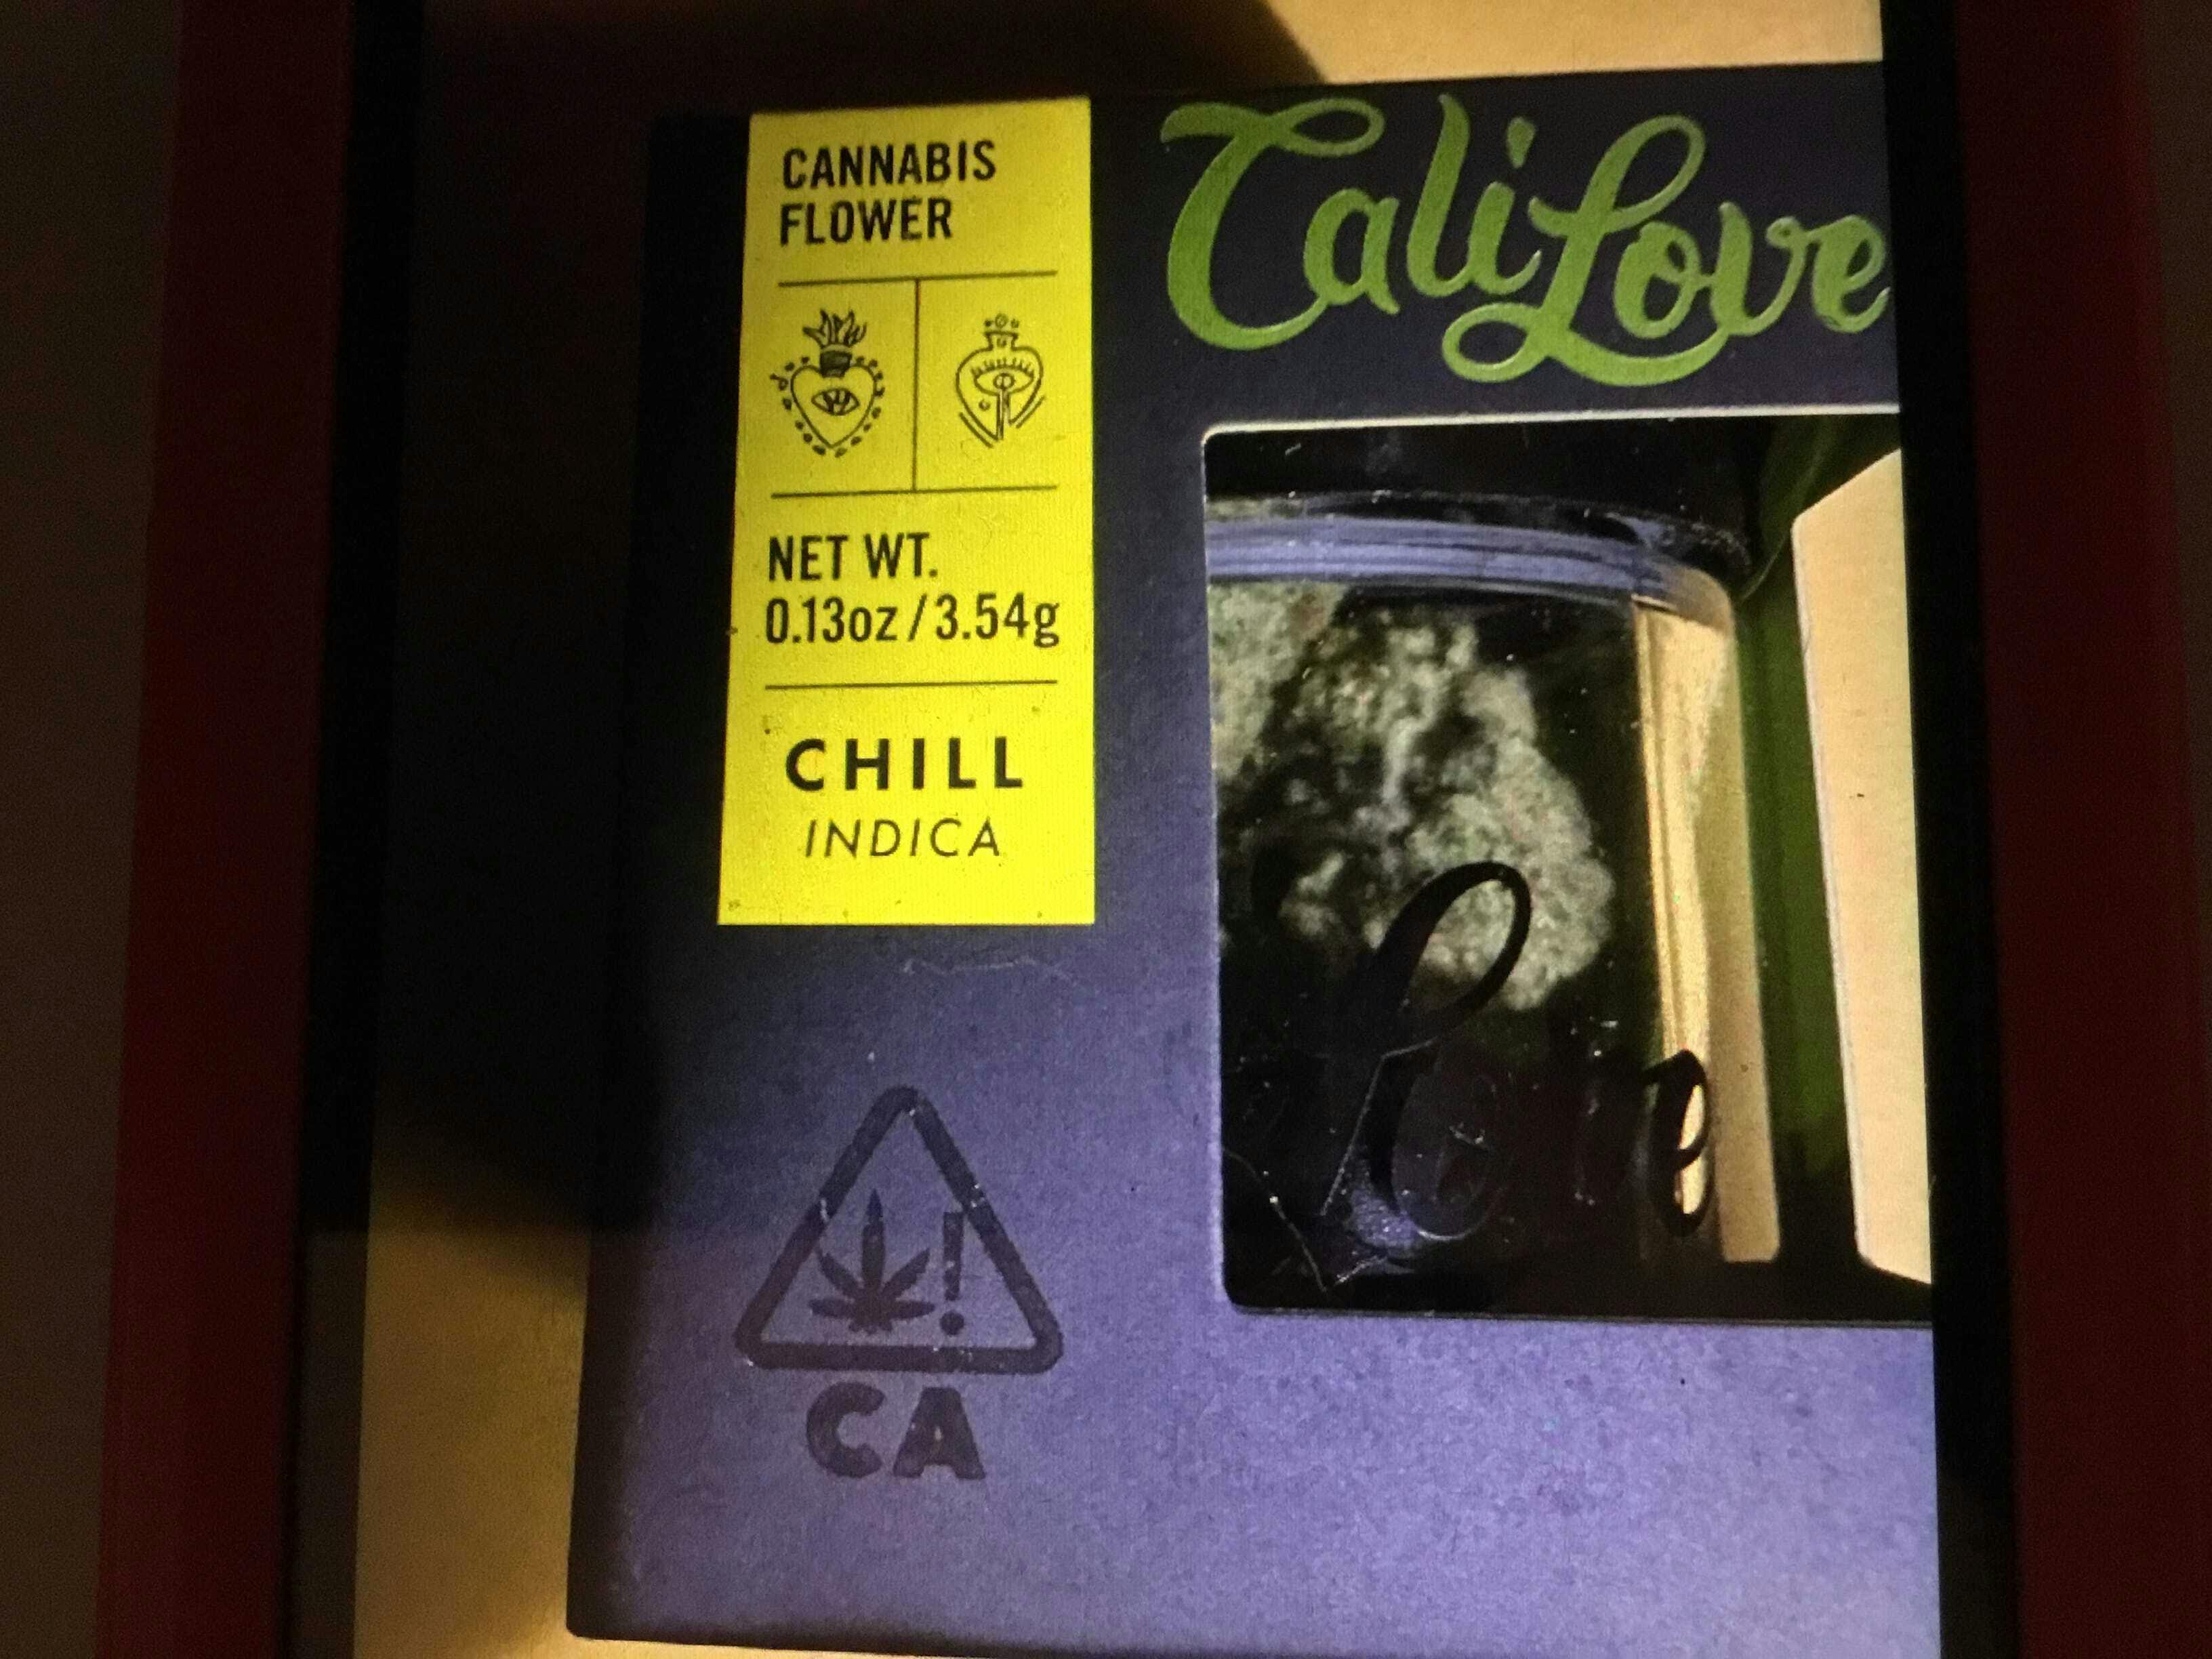 CANNABIS
FLOWER
NET WT.
0.13oz / 3.54g
CHILL
INDICA
CaliLove
Love
!
CA